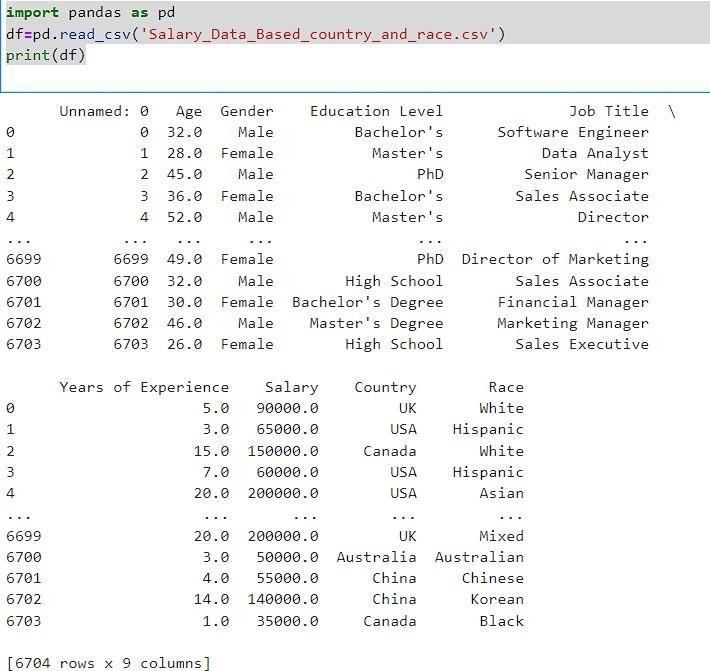 import pandas as pd
df=pd.read_csv('Salary_Data_Based_country_and_race.csv')
print(df)
Unnamed: 0 Age Gender Education Level Job Title \
0 0 32.0 Male Bachelor's Software Engineer
1 1 28.0 Female Master's Data Analyst
2 2 45.0 Male PhD Senior Manager
3 3 36.0 Female Bachelor's Sales Associate
4 4 52.0 Male Master's Director
... ... ... ... ... ...
6699 6699 49.0 Female PhD Director of Marketing
6700 6700 32.0 Male High School Sales Associate
6701 6701 30.0 Female Bachelor's Degree Financial Manager
6702 6702 46.0 Male Master's Degree Marketing Manager
6703 6703 26.0 Female High School Sales Executive
Years of Experience Salary Country Race
0 5.0 90000.0 UK White
1 3.0 65000.0 USA Hispanic
2 15.0 150000.0 Canada White
3 7.0 60000.0 USA Hispanic
4 20.0 200000.0 USA Asian
... ... ... ... ...
6699 20.0 200000.0 UK Mixed
6700 3.0 50000.0 Australia Australian
6701 4.0 55000.0 China Chinese
6702 14.0 140000.0 China Korean
6703 1.0 35000.0 Canada Black
[6704 rows x 9 columns]